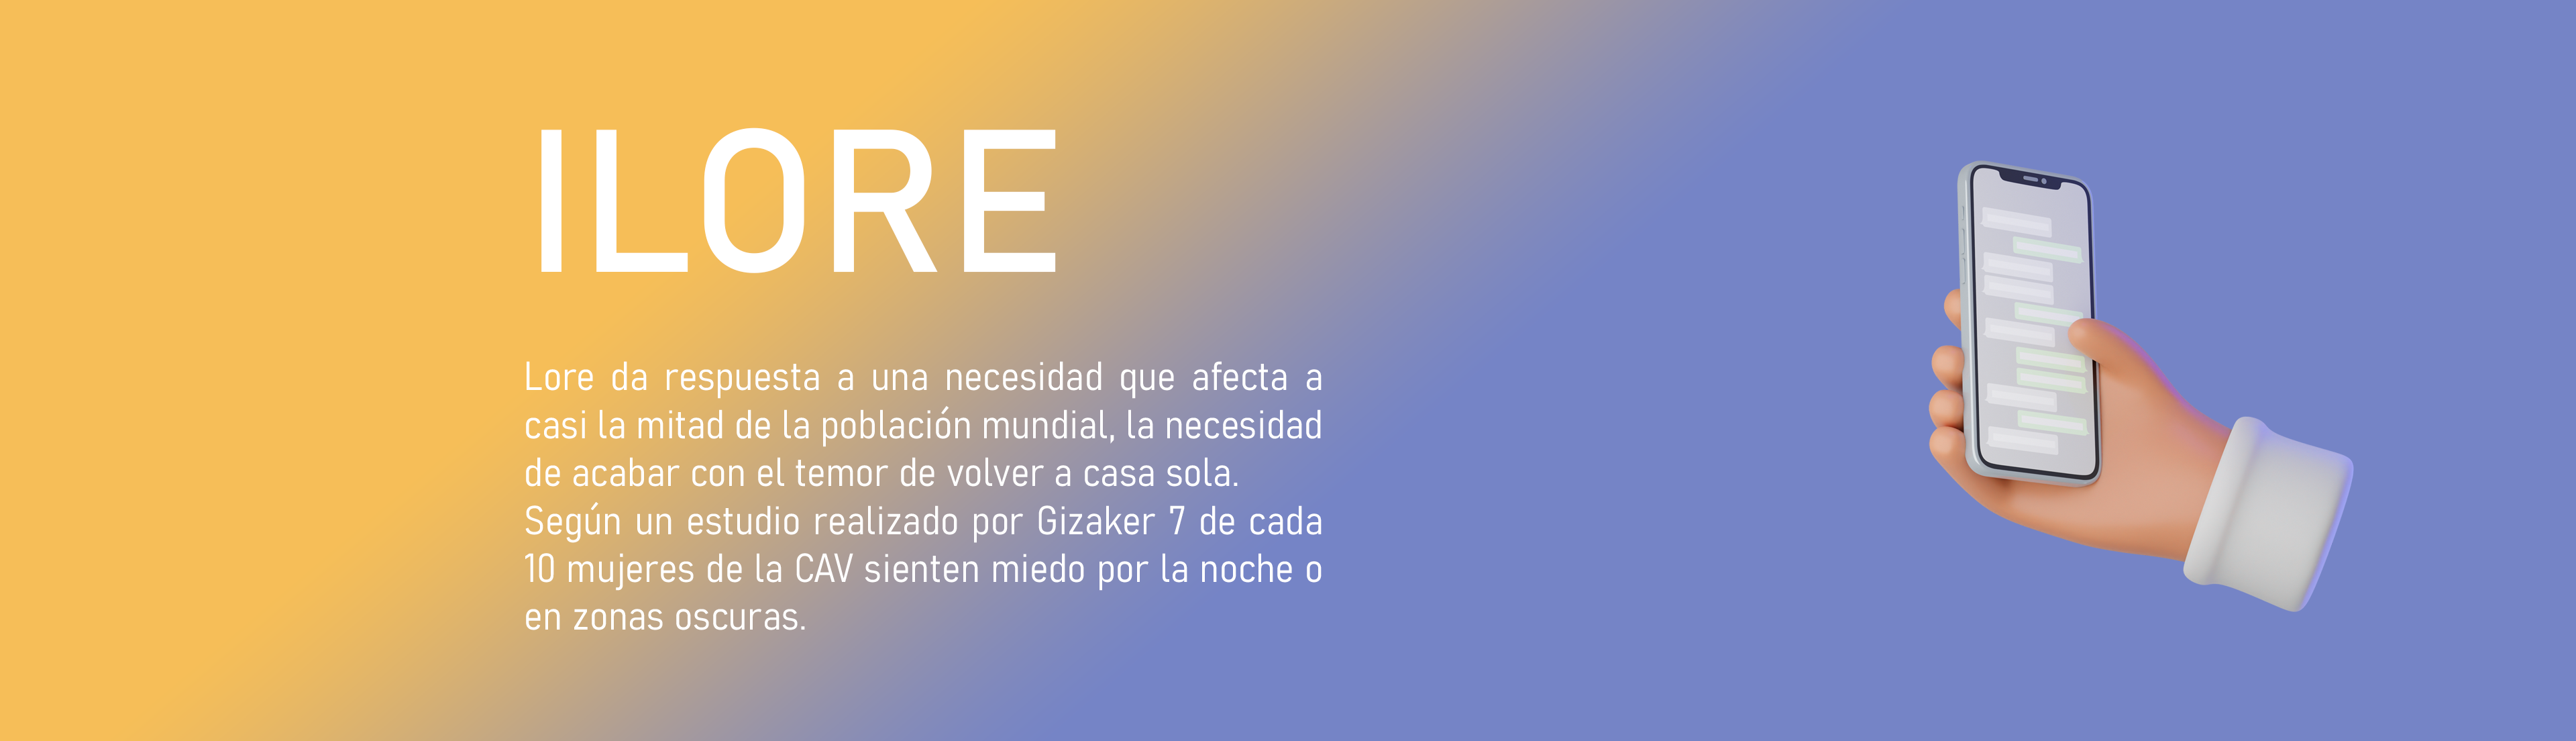 ILORE
Lore da respuesta a una necesidad que afecta a
casi la mitad de la población mundial, la necesidad
de acabar con el temor de volver a casa sola.
Según un estudio realizado por Gizaker 7 de cada
10 mujeres de la CAV sienten miedo por la noche o
en zonas oscuras.